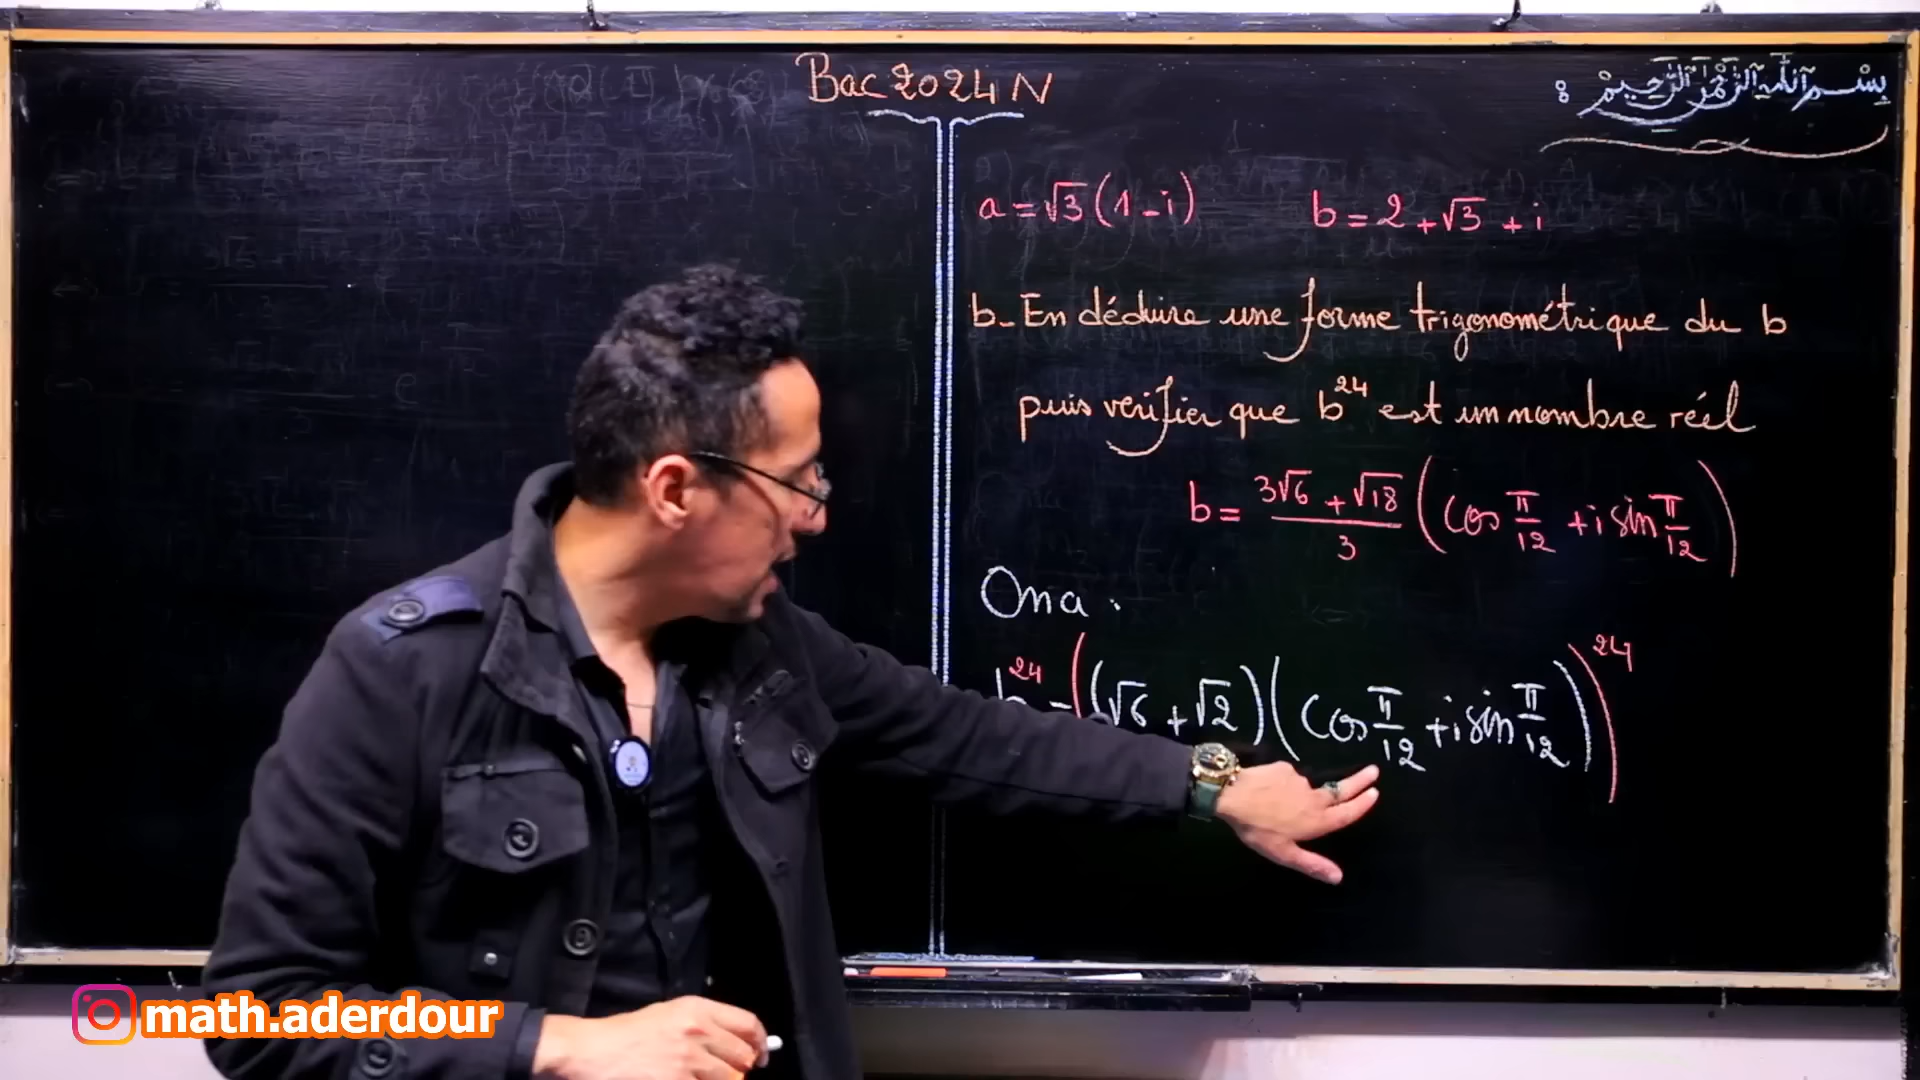 Bac 2024 N
بسم الله الرحمن الرحيم :
a = √3 (1 - i)    b = 2 + √3 + i
b - En déduire une forme trigonométrique du b
puis vérifier que b^24 est un nombre réel
b = (3√6 + √18)/3 (cos π/12 + i sin π/12)
On a :
b^24 = ((√6 + √2)(cos π/12 + i sin π/12))^24
math.aderdour